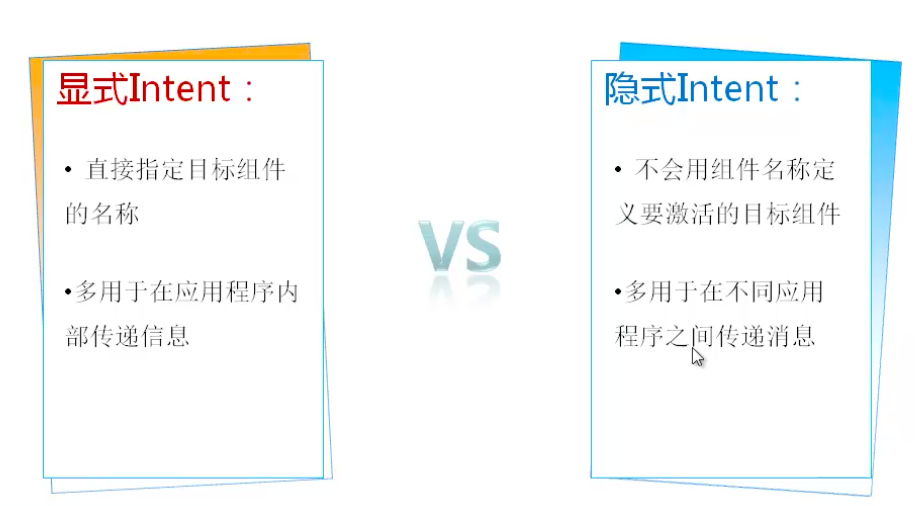 显式Intent：
• 直接指定目标组件
的名称
•多用于在应用程序内
部传递信息
VS
隐式Intent：
• 不会用组件名称定
义要激活的目标组件
•多用于在不同应用
程序之间传递消息